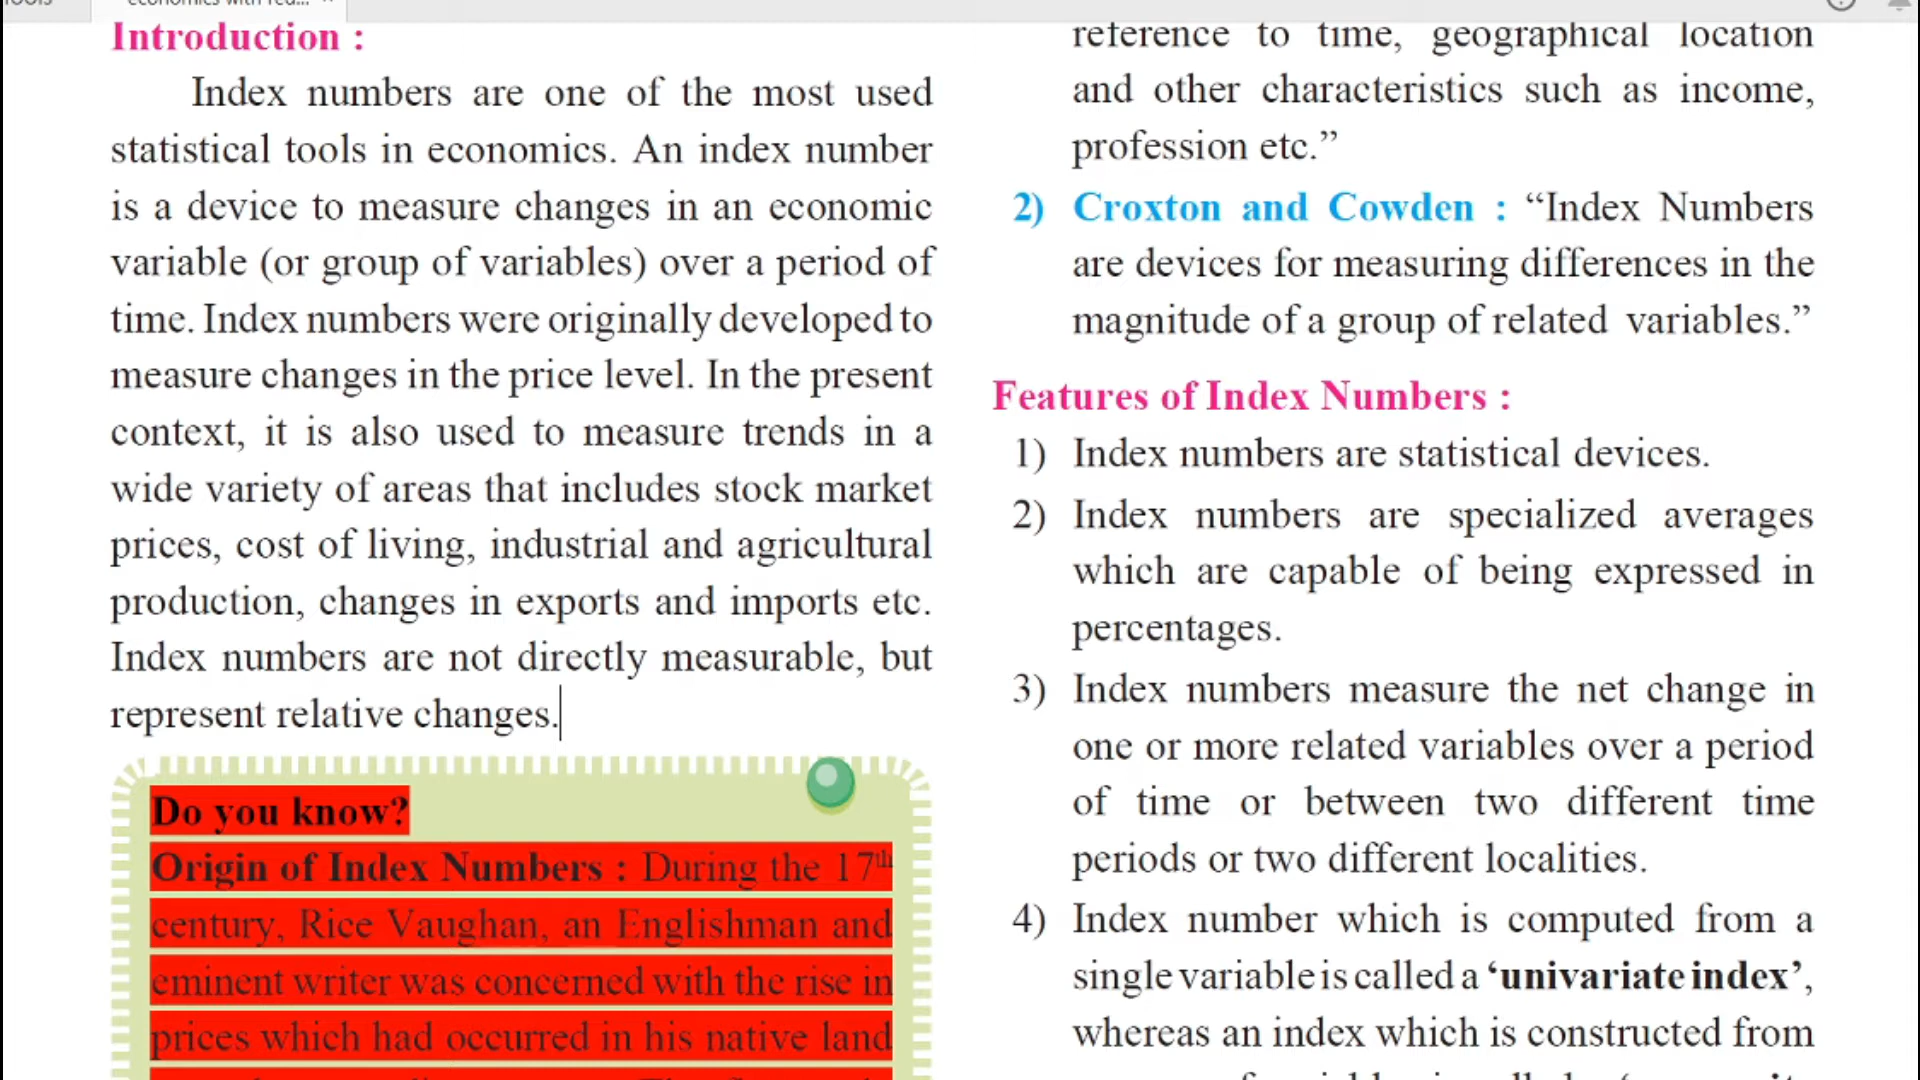 economics with red...
Introduction :
Index numbers are one of the most used
statistical tools in economics. An index number
is a device to measure changes in an economic
variable (or group of variables) over a period of
time. Index numbers were originally developed to
measure changes in the price level. In the present
context, it is also used to measure trends in a
wide variety of areas that includes stock market
prices, cost of living, industrial and agricultural
production, changes in exports and imports etc.
Index numbers are not directly measurable, but
represent relative changes.
Do you know?
Origin of Index Numbers : During the 17th
century, Rice Vaughan, an Englishman and
eminent writer was concerned with the rise in
prices which had occurred in his native land
reference to time, geographical location
and other characteristics such as income,
profession etc.”
2) Croxton and Cowden : “Index Numbers
are devices for measuring differences in the
magnitude of a group of related variables.”
Features of Index Numbers :
1) Index numbers are statistical devices.
2) Index numbers are specialized averages
which are capable of being expressed in
percentages.
3) Index numbers measure the net change in
one or more related variables over a period
of time or between two different time
periods or two different localities.
4) Index number which is computed from a
single variable is called a ‘univariate index’,
whereas an index which is constructed from